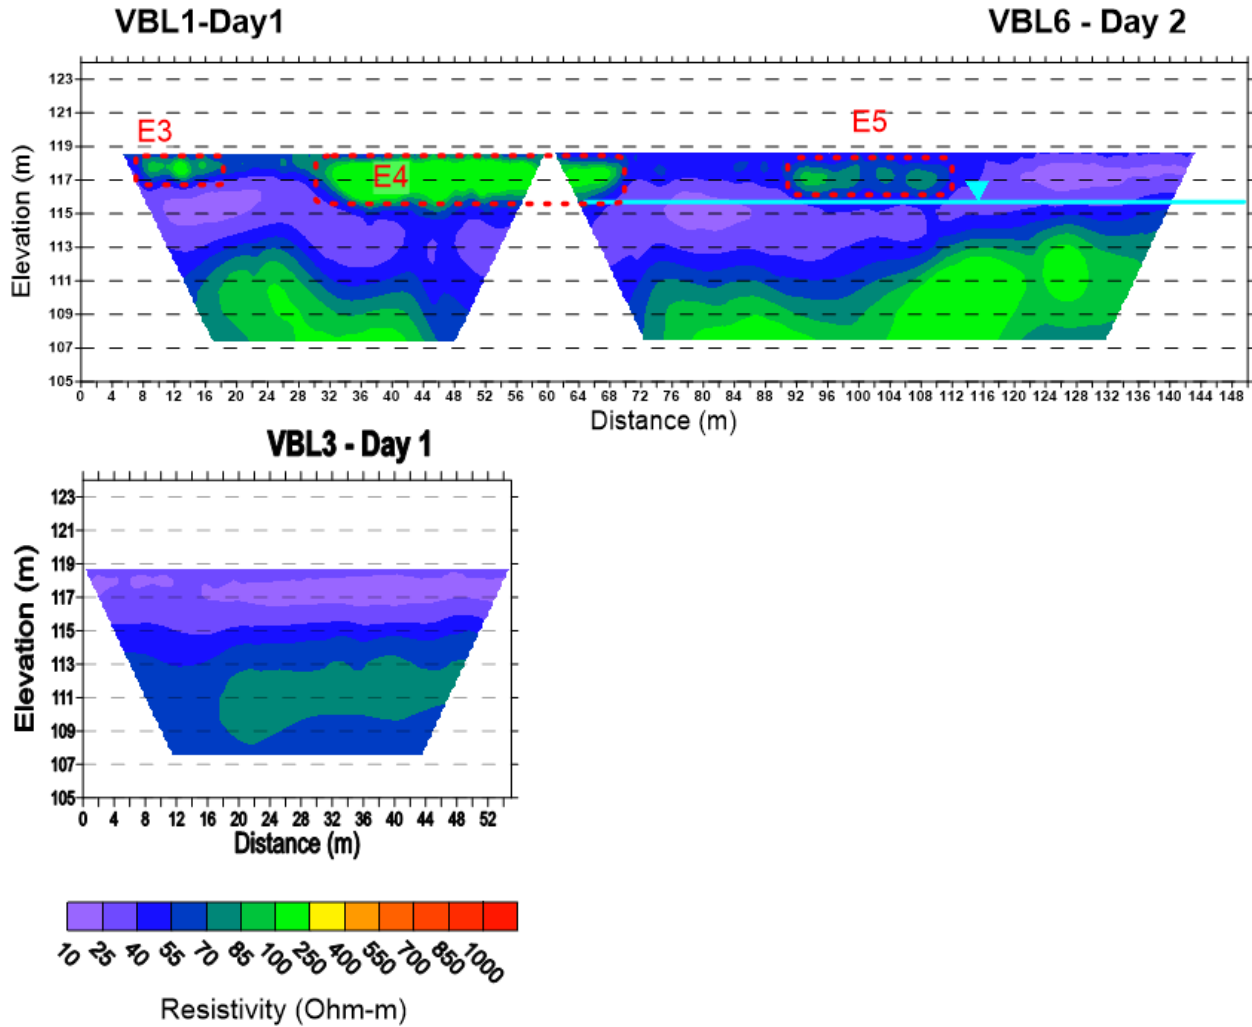 VBL1-Day1 VBL6 - Day 2
123
121
E5
E3
119
E4
117
115
113
111
109
107
105
Elevation (m)
0 4 8 12 16 20 24 28 32 36 40 44 48 52 56 60 64 68 72 76 80 84 88 92 96 100 104 108 112 116 120 124 128 132 136 140 144 148
Distance (m)
VBL3 - Day 1
123
121
119
117
115
113
111
109
107
105
Elevation (m)
0 4 8 12 16 20 24 28 32 36 40 44 48 52
Distance (m)
10 25 40 55 70 85 100 250 400 550 700 850 1000
Resistivity (Ohm-m)